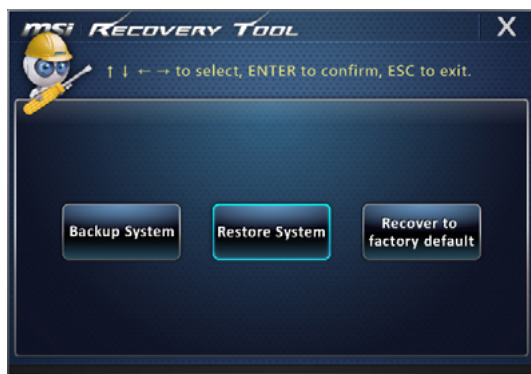 msi RECOVERY TOOL X
↑ ↓ ← → to select, ENTER to confirm, ESC to exit.
Backup System
Restore System
Recover to
factory default